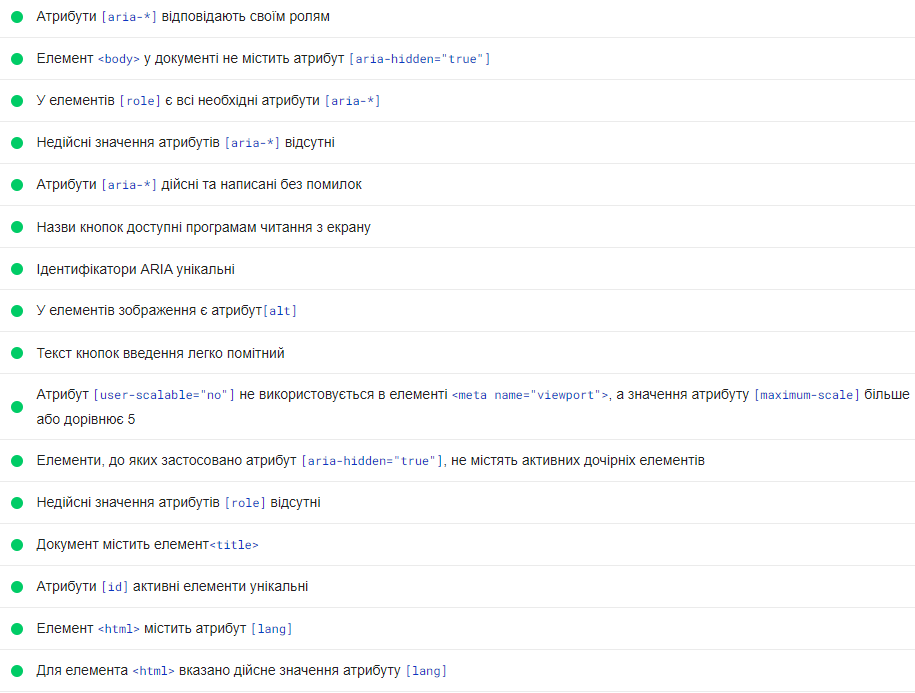 Атрибути [aria-*] відповідають своїм ролям
Елемент <body> у документі не містить атрибут [aria-hidden="true"]
У елементів [role] є всі необхідні атрибути [aria-*]
Недійсні значення атрибутів [aria-*] відсутні
Атрибути [aria-*] дійсні та написані без помилок
Назви кнопок доступні програмам читання з екрану
Ідентифікатори ARIA унікальні
У елементів зображення є атрибут[alt]
Текст кнопок введення легко помітний
Атрибут [user-scalable="no"] не використовується в елементі <meta name="viewport">, а значення атрибуту [maximum-scale] більше
або дорівнює 5
Елементи, до яких застосовано атрибут [aria-hidden="true"], не містять активних дочірніх елементів
Недійсні значення атрибутів [role] відсутні
Документ містить елемент<title>
Атрибути [id] активні елементи унікальні
Елемент <html> містить атрибут [lang]
Для елемента <html> вказано дійсне значення атрибуту [lang]